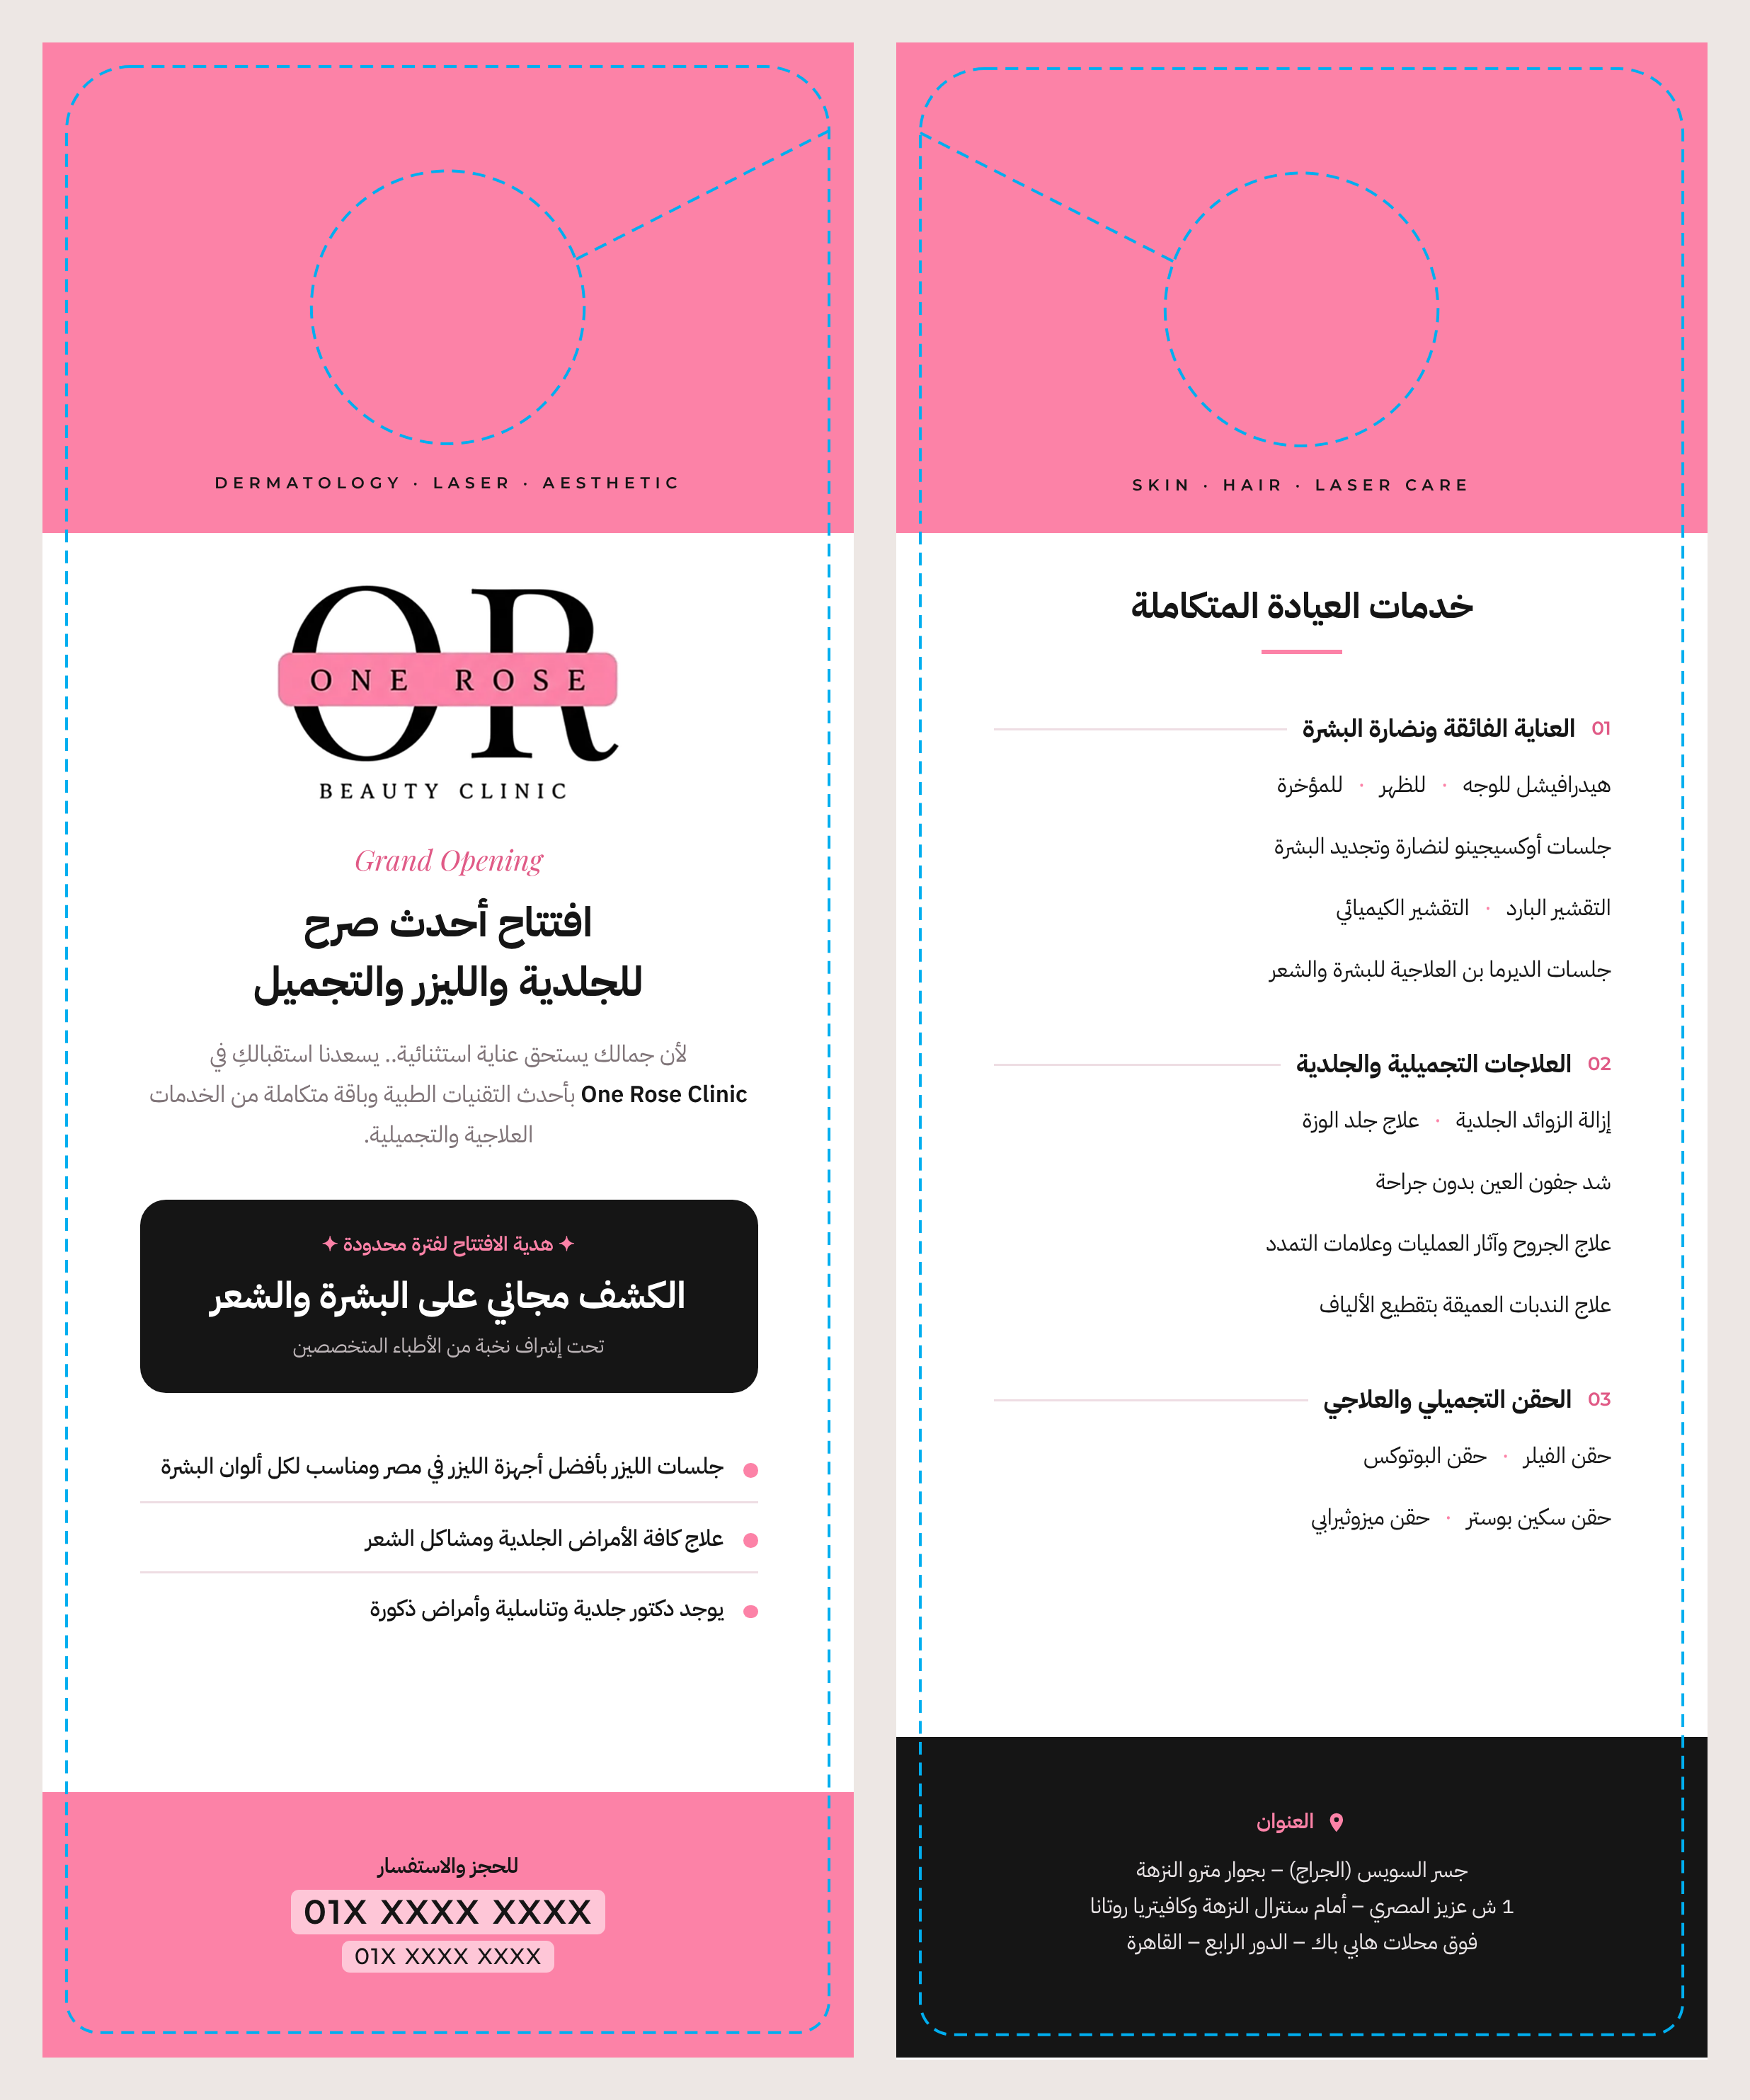 DERMATOLOGY · LASER · AESTHETIC
OR
ONE ROSE
BEAUTY CLINIC
Grand Opening
افتتاح أحدث صرح
للجلدية والليزر والتجميل
لأن جمالك يستحق عناية استثنائية.. يسعدنا استقبالكِ في
One Rose Clinic بأحدث التقنيات الطبية وباقة متكاملة من الخدمات
العلاجية والتجميلية.
✦ هدية الافتتاح لفترة محدودة ✦
الكشف مجاني على البشرة والشعر
تحت إشراف نخبة من الأطباء المتخصصين
جلسات الليزر بأفضل أجهزة الليزر في مصر ومناسب لكل ألوان البشرة
علاج كافة الأمراض الجلدية ومشاكل الشعر
يوجد دكتور جلدية وتناسلية وأمراض ذكورة
للحجز والاستفسار
01X XXXX XXXX
01X XXXX XXXX
SKIN · HAIR · LASER CARE
خدمات العيادة المتكاملة
01 العناية الفائقة ونضارة البشرة
هيدرافيشل للوجه · للظهر · للمؤخرة
جلسات أوكسيجينو لنضارة وتجديد البشرة
التقشير البارد · التقشير الكيميائي
جلسات الديرما بن العلاجية للبشرة والشعر
02 العلاجات التجميلية والجلدية
إزالة الزوائد الجلدية · علاج جلد الوزة
شد جفون العين بدون جراحة
علاج الجروح وآثار العمليات وعلامات التمدد
علاج الندبات العميقة بتقطيع الألياف
03 الحقن التجميلي والعلاجي
حقن الفيلر · حقن البوتوكس
حقن سكين بوستر · حقن ميزوثيرابي
العنوان
جسر السويس (الجراج) – بجوار مترو النزهة
1 ش عزيز المصري – أمام سنترال النزهة وكافيتريا روتانا
فوق محلات هابي باك – الدور الرابع – القاهرة